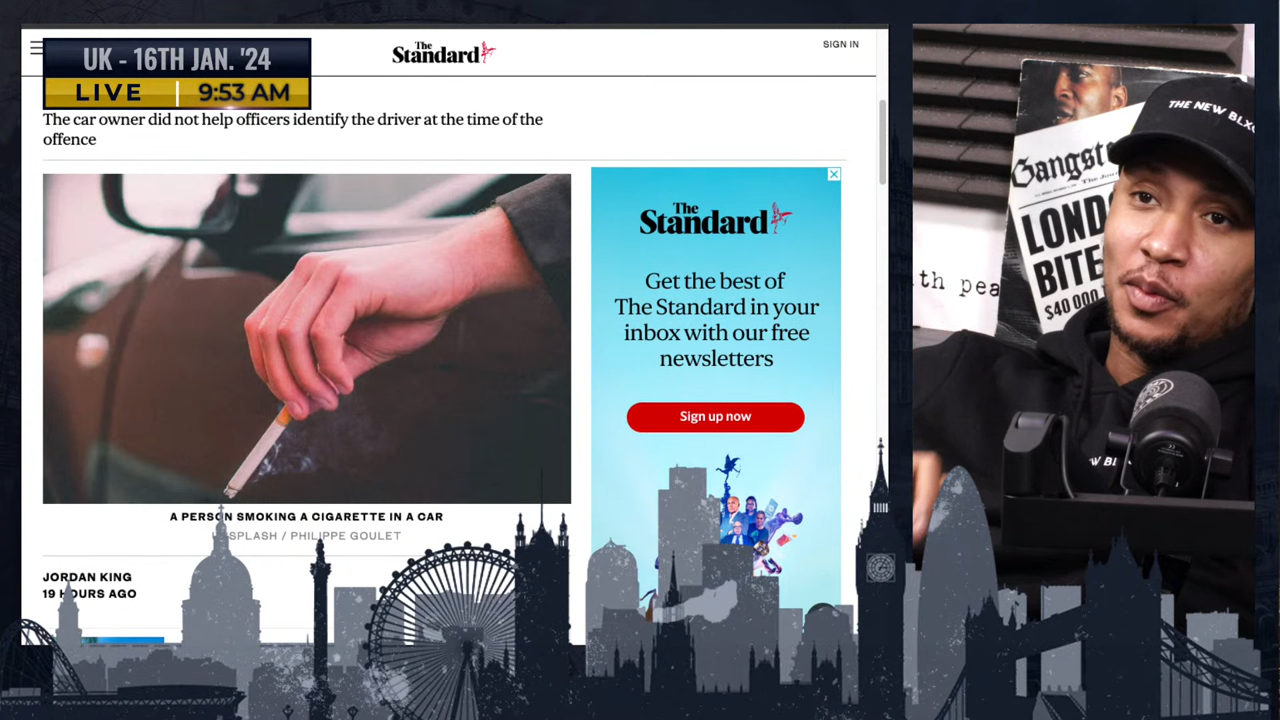 UK - 16TH JAN. '24
LIVE 9:53 AM
The
Standard
SIGN IN
The car owner did not help officers identify the driver at the time of the
offence
A PERSON SMOKING A CIGARETTE IN A CAR
SPLASH / PHILIPPE GOULET
JORDAN KING
19 HOURS AGO
The
Standard
Get the best of
The Standard in your
inbox with our free
newsletters
Sign up now
THE NEW BLX
Gangste
LOND
BITE
$40 000
th pea
W BL